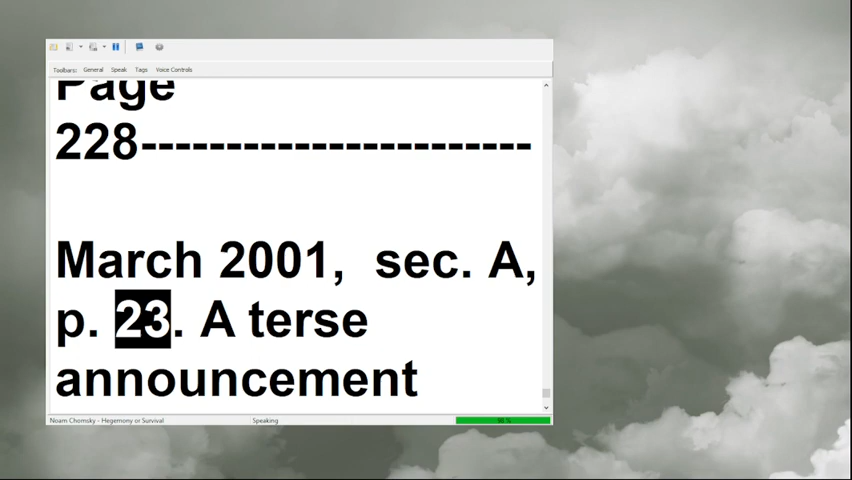 Toolbars: General Speak Tags Voice Controls
Page
228-----------------------
March 2001, sec. A,
p. 23. A terse
announcement
Noam Chomsky - Hegemony or Survival Speaking